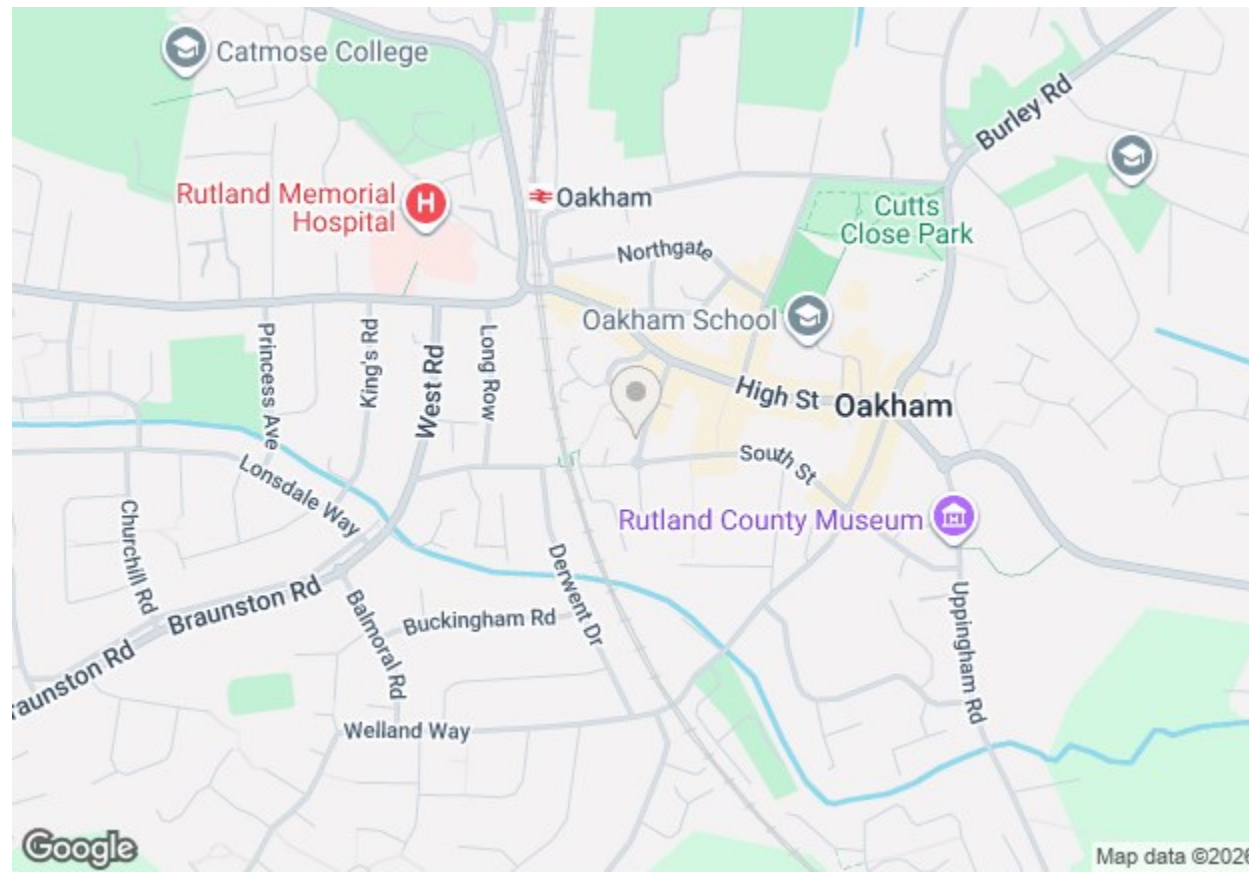 Catmose College
Burley Rd
Rutland Memorial
Hospital
Oakham
Cutts
Close Park
Northgate
Oakham School
Princess Ave
King's Rd
West Rd
Long Row
High St
Oakham
South St
Lonsdale Way
Churchill Rd
Rutland County Museum
Derwent Dr
Braunston Rd
Balmoral Rd
Buckingham Rd
Uppingham Rd
raunston Rd
Welland Way
Google
Map data ©2026